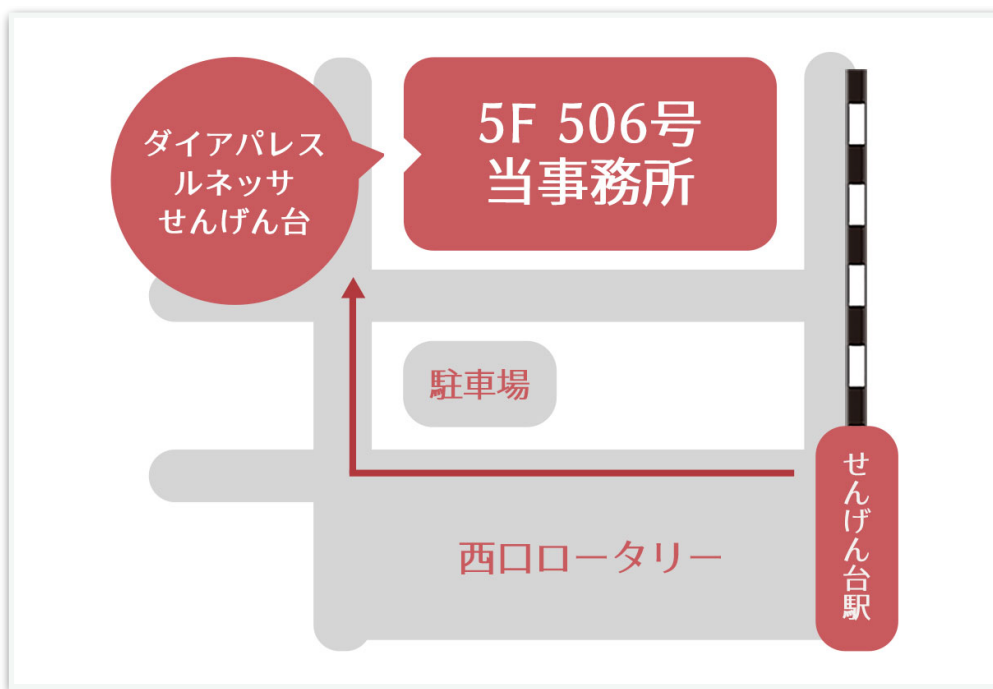 ダイアパレス
ルネッサ
せんげん台
5F 506号
当事務所
駐車場
西口ロータリー
せんげん台駅